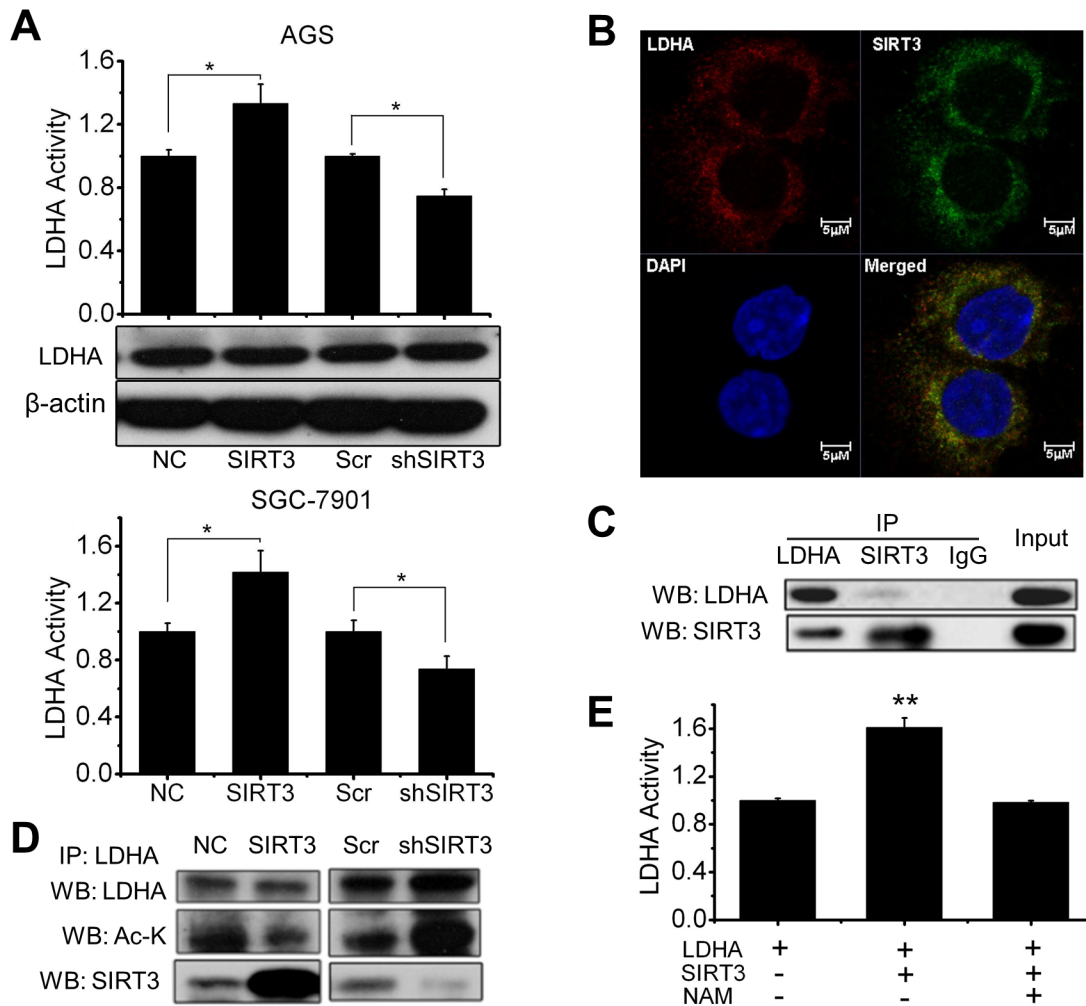 A
AGS
LDHA Activity
1.6
1.2
0.8
0.4
0.0
*
*
LDHA
β-actin
NC SIRT3 Scr shSIRT3
SGC-7901
LDHA Activity
1.6
1.2
0.8
0.4
0.0
*
*
NC SIRT3 Scr shSIRT3
B
LDHA
5µM
SIRT3
5µM
DAPI
5µM
Merged
5µM
C
IP
LDHA SIRT3 IgG Input
WB: LDHA
WB: SIRT3
D
NC SIRT3 Scr shSIRT3
IP: LDHA
WB: LDHA
WB: Ac-K
WB: SIRT3
E
LDHA Activity
1.6
1.2
0.8
0.4
0.0
**
LDHA + + +
SIRT3 - + +
NAM - - +